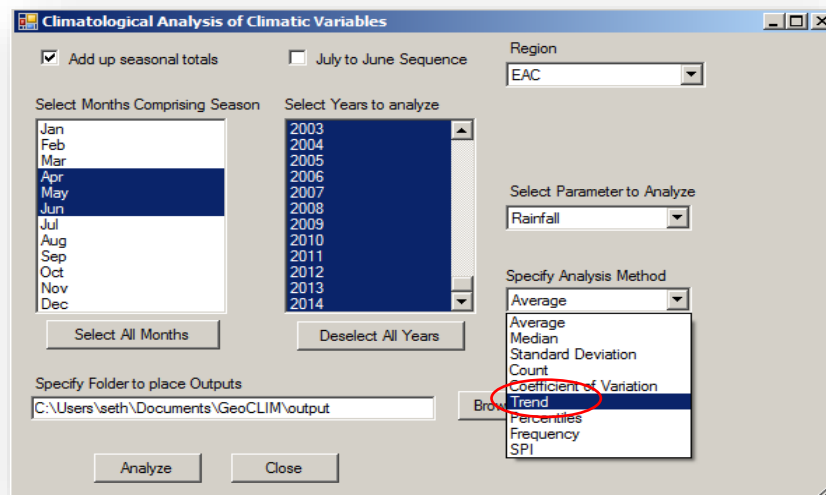 Climatological Analysis of Climatic Variables
Add up seasonal totals
July to June Sequence
Region
EAC
Select Months Comprising Season
Jan
Feb
Mar
Apr
May
Jun
Jul
Aug
Sep
Oct
Nov
Dec
Select All Months
Select Years to analyze
2003
2004
2005
2006
2007
2008
2009
2010
2011
2012
2013
2014
Deselect All Years
Select Parameter to Analyze
Rainfall
Specify Analysis Method
Average
Average
Median
Standard Deviation
Count
Coefficient of Variation
Trend
Percentiles
Frequency
SPI
Specify Folder to place Outputs
C:\Users\seth\Documents\GeoCLIM\output
Brow
Analyze
Close